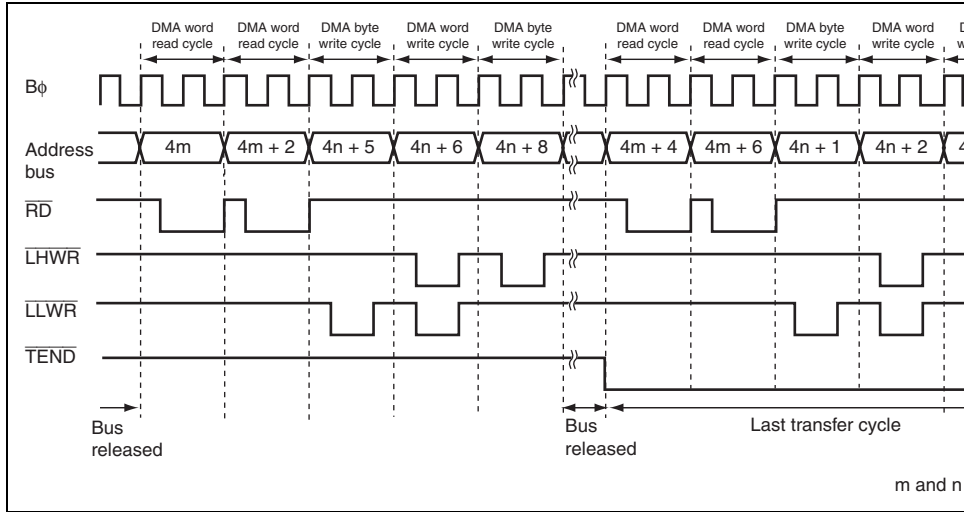 DMA word read cycle
DMA word read cycle
DMA byte write cycle
DMA word write cycle
DMA byte write cycle
DMA word read cycle
DMA word read cycle
DMA byte write cycle
DMA word write cycle
Bϕ
Address bus
4m
4m + 2
4n + 5
4n + 6
4n + 8
4m + 4
4m + 6
4n + 1
4n + 2
4
RD
LHWR
LLWR
TEND
Bus released
Bus released
Last transfer cycle
m and n